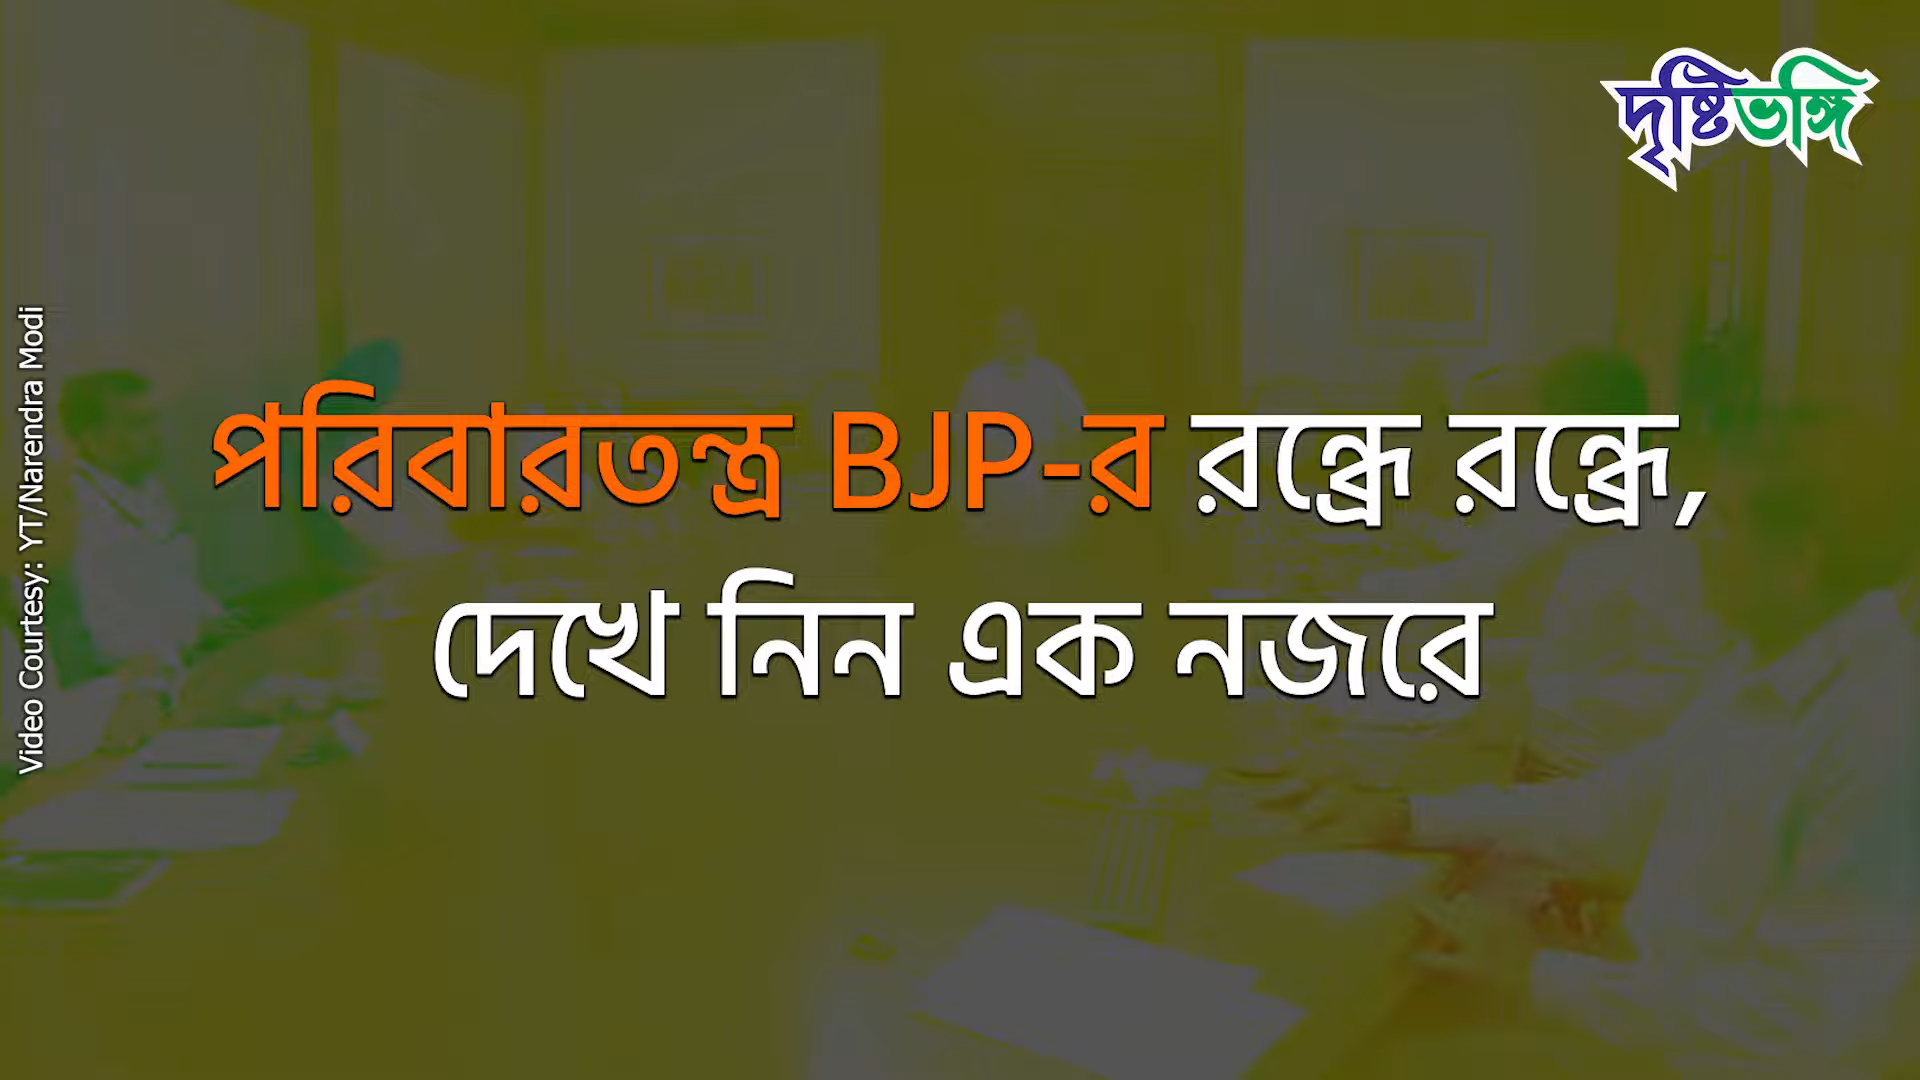 দৃষ্টিভঙ্গি
পরিবারতন্ত্র BJP-র রন্ধ্রে রন্ধ্রে,
দেখে নিন এক নজরে
Video Courtesy: YT/Narendra Modi